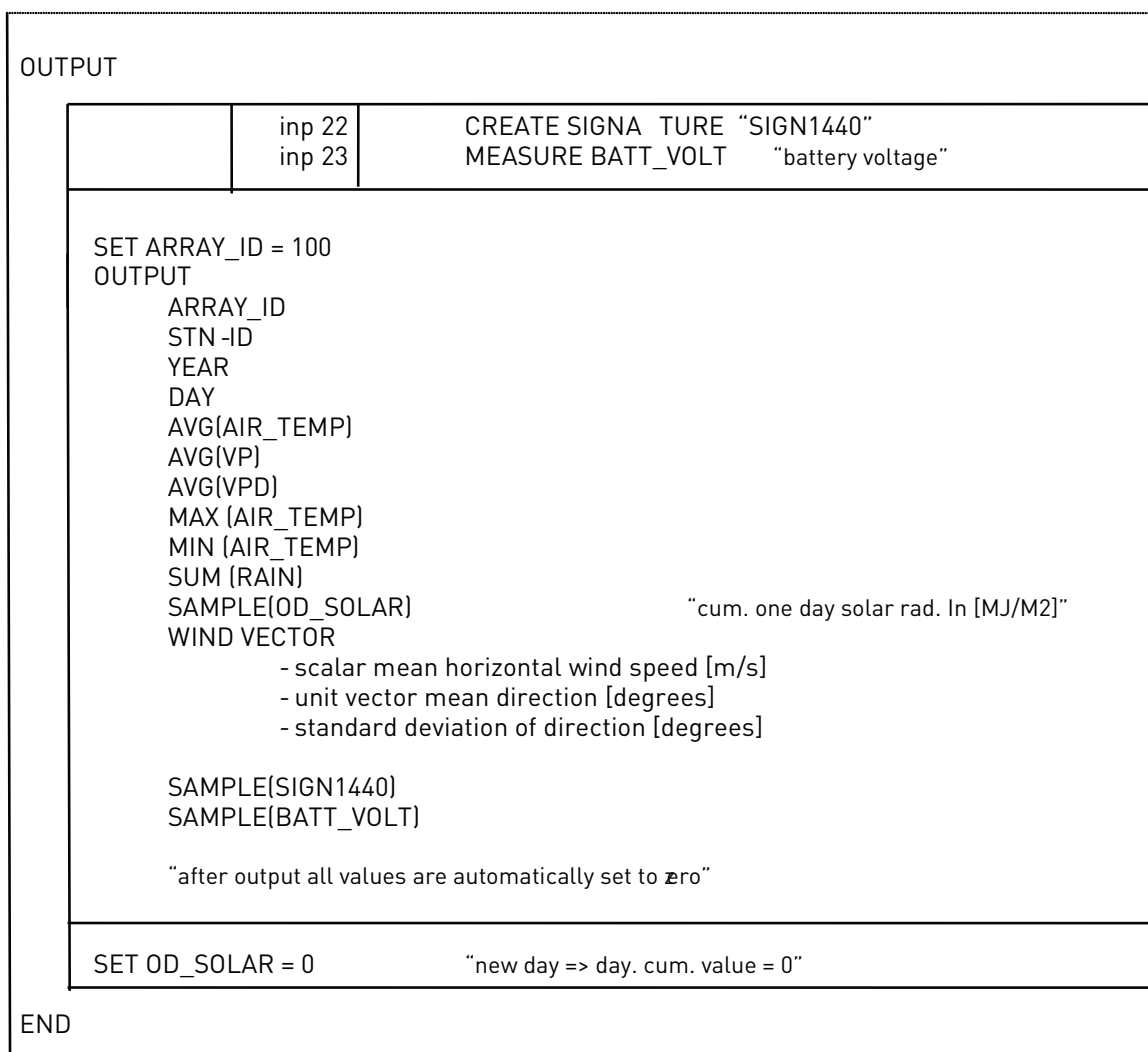 OUTPUT
inp 22 CREATE SIGNA TURE “SIGN1440”
inp 23 MEASURE BATT_VOLT “battery voltage”
SET ARRAY_ID = 100
OUTPUT
ARRAY_ID
STN -ID
YEAR
DAY
AVG(AIR_TEMP)
AVG(VP)
AVG(VPD)
MAX (AIR_TEMP)
MIN (AIR_TEMP)
SUM (RAIN)
SAMPLE(OD_SOLAR) “cum. one day solar rad. In [MJ/M2]”
WIND VECTOR
- scalar mean horizontal wind speed [m/s]
- unit vector mean direction [degrees]
- standard deviation of direction [degrees]
SAMPLE(SIGN1440)
SAMPLE(BATT_VOLT)
“after output all values are automatically set to zero”
SET OD_SOLAR = 0 “new day => day. cum. value = 0”
END